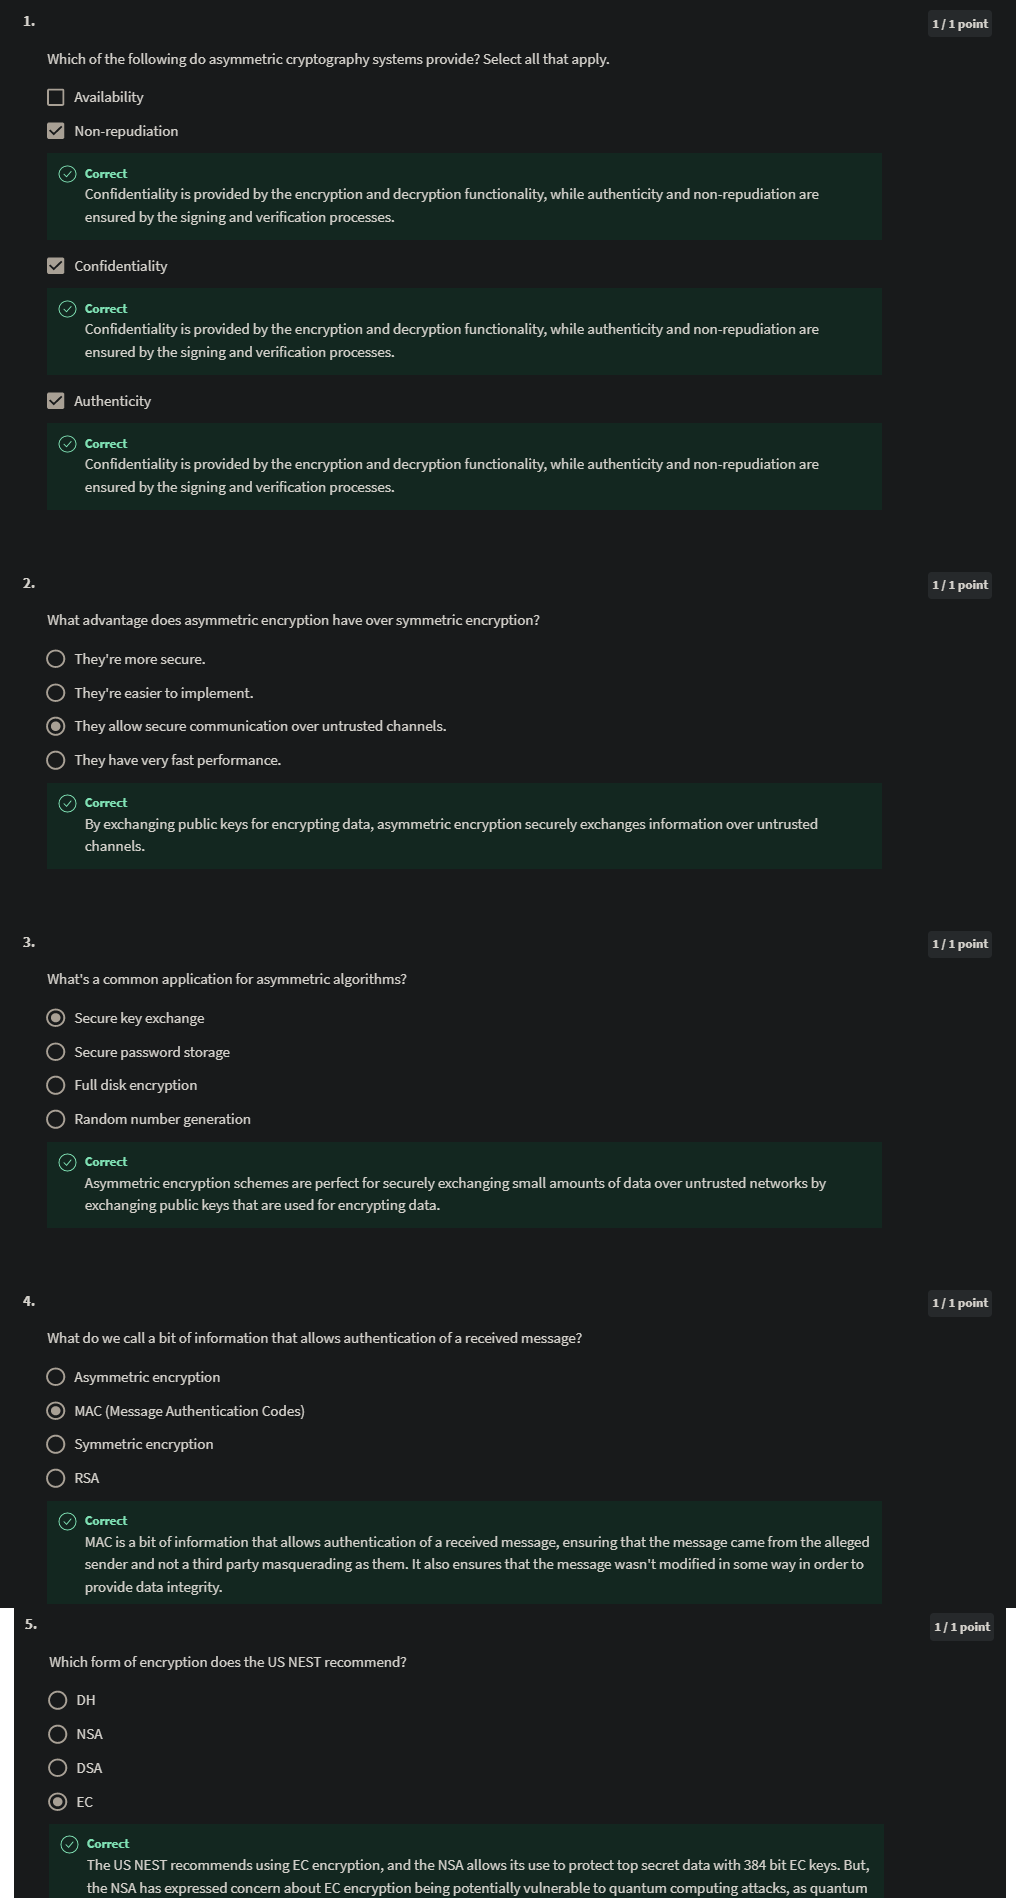 1.
1 / 1 point
Which of the following do asymmetric cryptography systems provide? Select all that apply.
Availability
Non-repudiation
Correct
Confidentiality is provided by the encryption and decryption functionality, while authenticity and non-repudiation are
ensured by the signing and verification processes.
Confidentiality
Correct
Confidentiality is provided by the encryption and decryption functionality, while authenticity and non-repudiation are
ensured by the signing and verification processes.
Authenticity
Correct
Confidentiality is provided by the encryption and decryption functionality, while authenticity and non-repudiation are
ensured by the signing and verification processes.
2.
1 / 1 point
What advantage does asymmetric encryption have over symmetric encryption?
They're more secure.
They're easier to implement.
They allow secure communication over untrusted channels.
They have very fast performance.
Correct
By exchanging public keys for encrypting data, asymmetric encryption securely exchanges information over untrusted
channels.
3.
1 / 1 point
What's a common application for asymmetric algorithms?
Secure key exchange
Secure password storage
Full disk encryption
Random number generation
Correct
Asymmetric encryption schemes are perfect for securely exchanging small amounts of data over untrusted networks by
exchanging public keys that are used for encrypting data.
4.
1 / 1 point
What do we call a bit of information that allows authentication of a received message?
Asymmetric encryption
MAC (Message Authentication Codes)
Symmetric encryption
RSA
Correct
MAC is a bit of information that allows authentication of a received message, ensuring that the message came from the alleged
sender and not a third party masquerading as them. It also ensures that the message wasn't modified in some way in order to
provide data integrity.
5.
1 / 1 point
Which form of encryption does the US NEST recommend?
DH
NSA
DSA
EC
Correct
The US NEST recommends using EC encryption, and the NSA allows its use to protect top secret data with 384 bit EC keys. But,
the NSA has expressed concern about EC encryption being potentially vulnerable to quantum computing attacks, as quantum